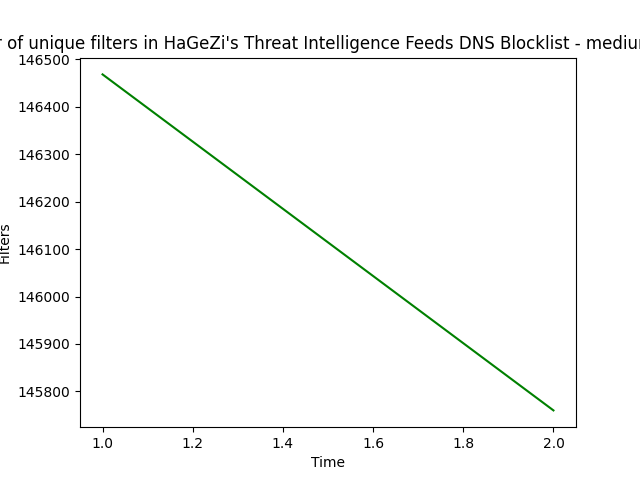 r of unique filters in HaGeZi's Threat Intelligence Feeds DNS Blocklist - mediu
146500
146400
146300
146200
146100
146000
145900
145800
Filters
1.0 1.2 1.4 1.6 1.8 2.0
Time